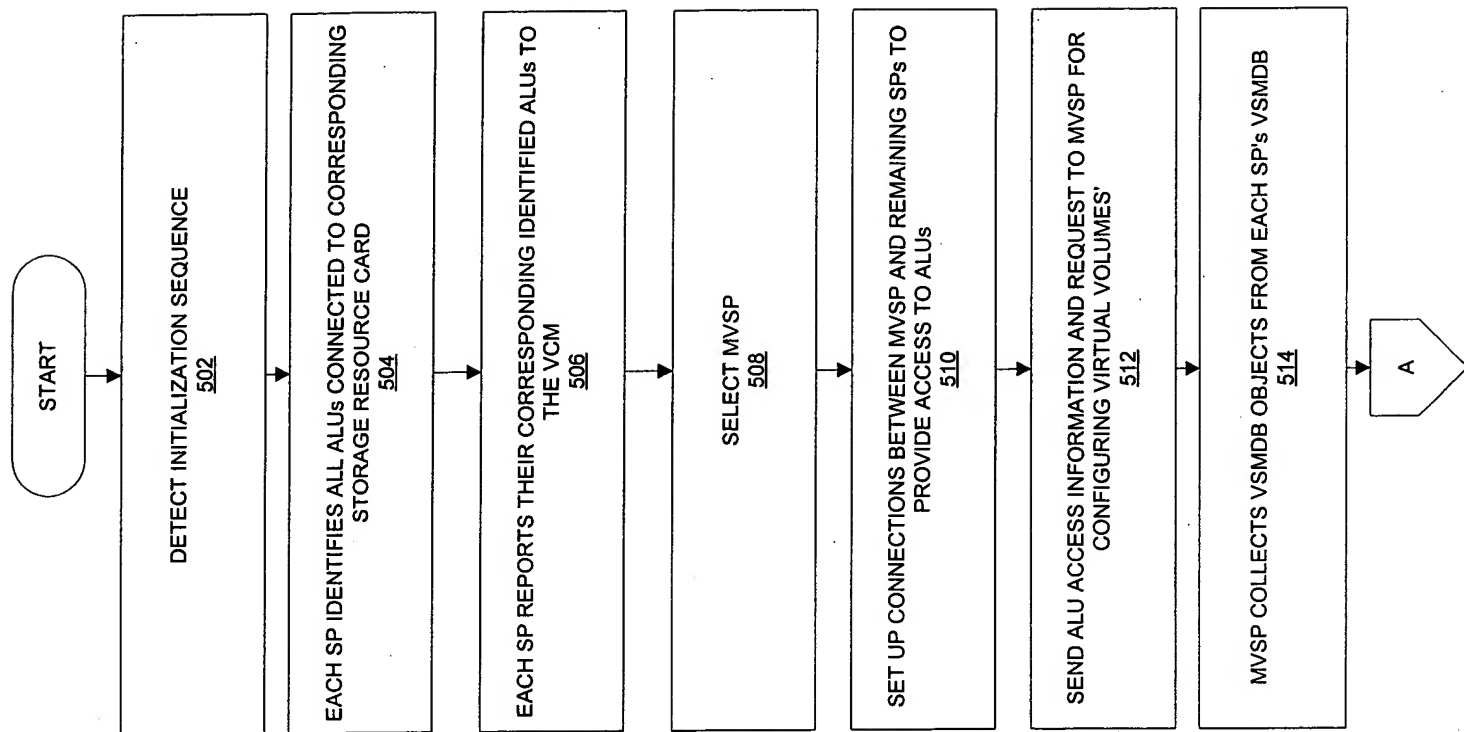 START
DETECT INITIALIZATION SEQUENCE
502
EACH SP IDENTIFIES ALL ALUs CONNECTED TO CORRESPONDING
STORAGE RESOURCE CARD
504
EACH SP REPORTS THEIR CORRESPONDING IDENTIFIED ALUs TO
THE VCM
506
SELECT MVSP
508
SET UP CONNECTIONS BETWEEN MVSP AND REMAINING SPs TO
PROVIDE ACCESS TO ALUs
510
SEND ALU ACCESS INFORMATION AND REQUEST TO MVSP FOR
CONFIGURING VIRTUAL VOLUMES'
512
MVSP COLLECTS VSMDB OBJECTS FROM EACH SP's VSMDB
514
A